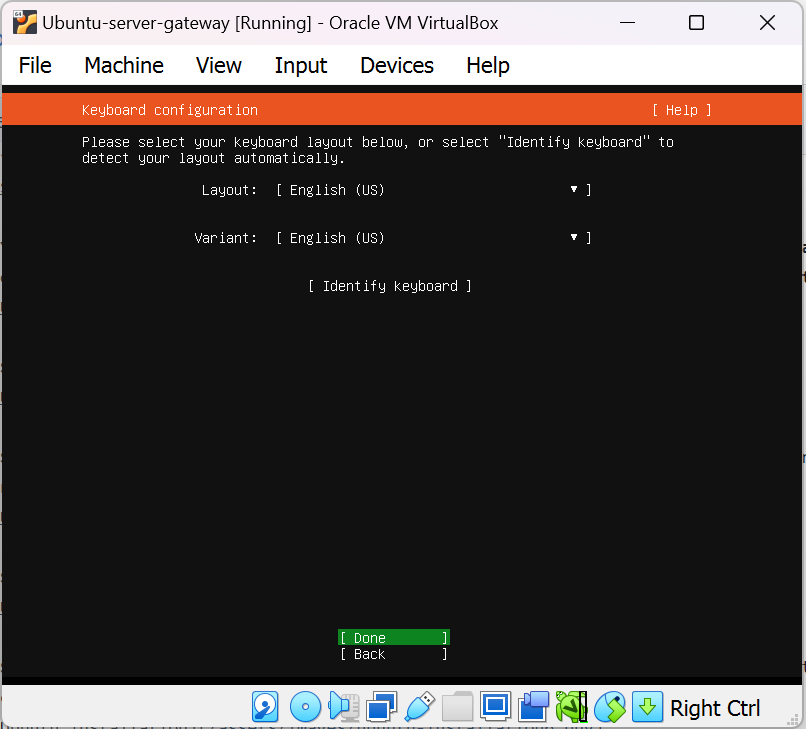 Ubuntu-server-gateway [Running] - Oracle VM VirtualBox
File Machine View Input Devices Help
Keyboard configuration [ Help ]
Please select your keyboard layout below, or select "Identify keyboard" to
detect your layout automatically.
Layout: [ English (US) ▾ ]
Variant: [ English (US) ▾ ]
[ Identify keyboard ]
[ Done ]
[ Back ]
Right Ctrl